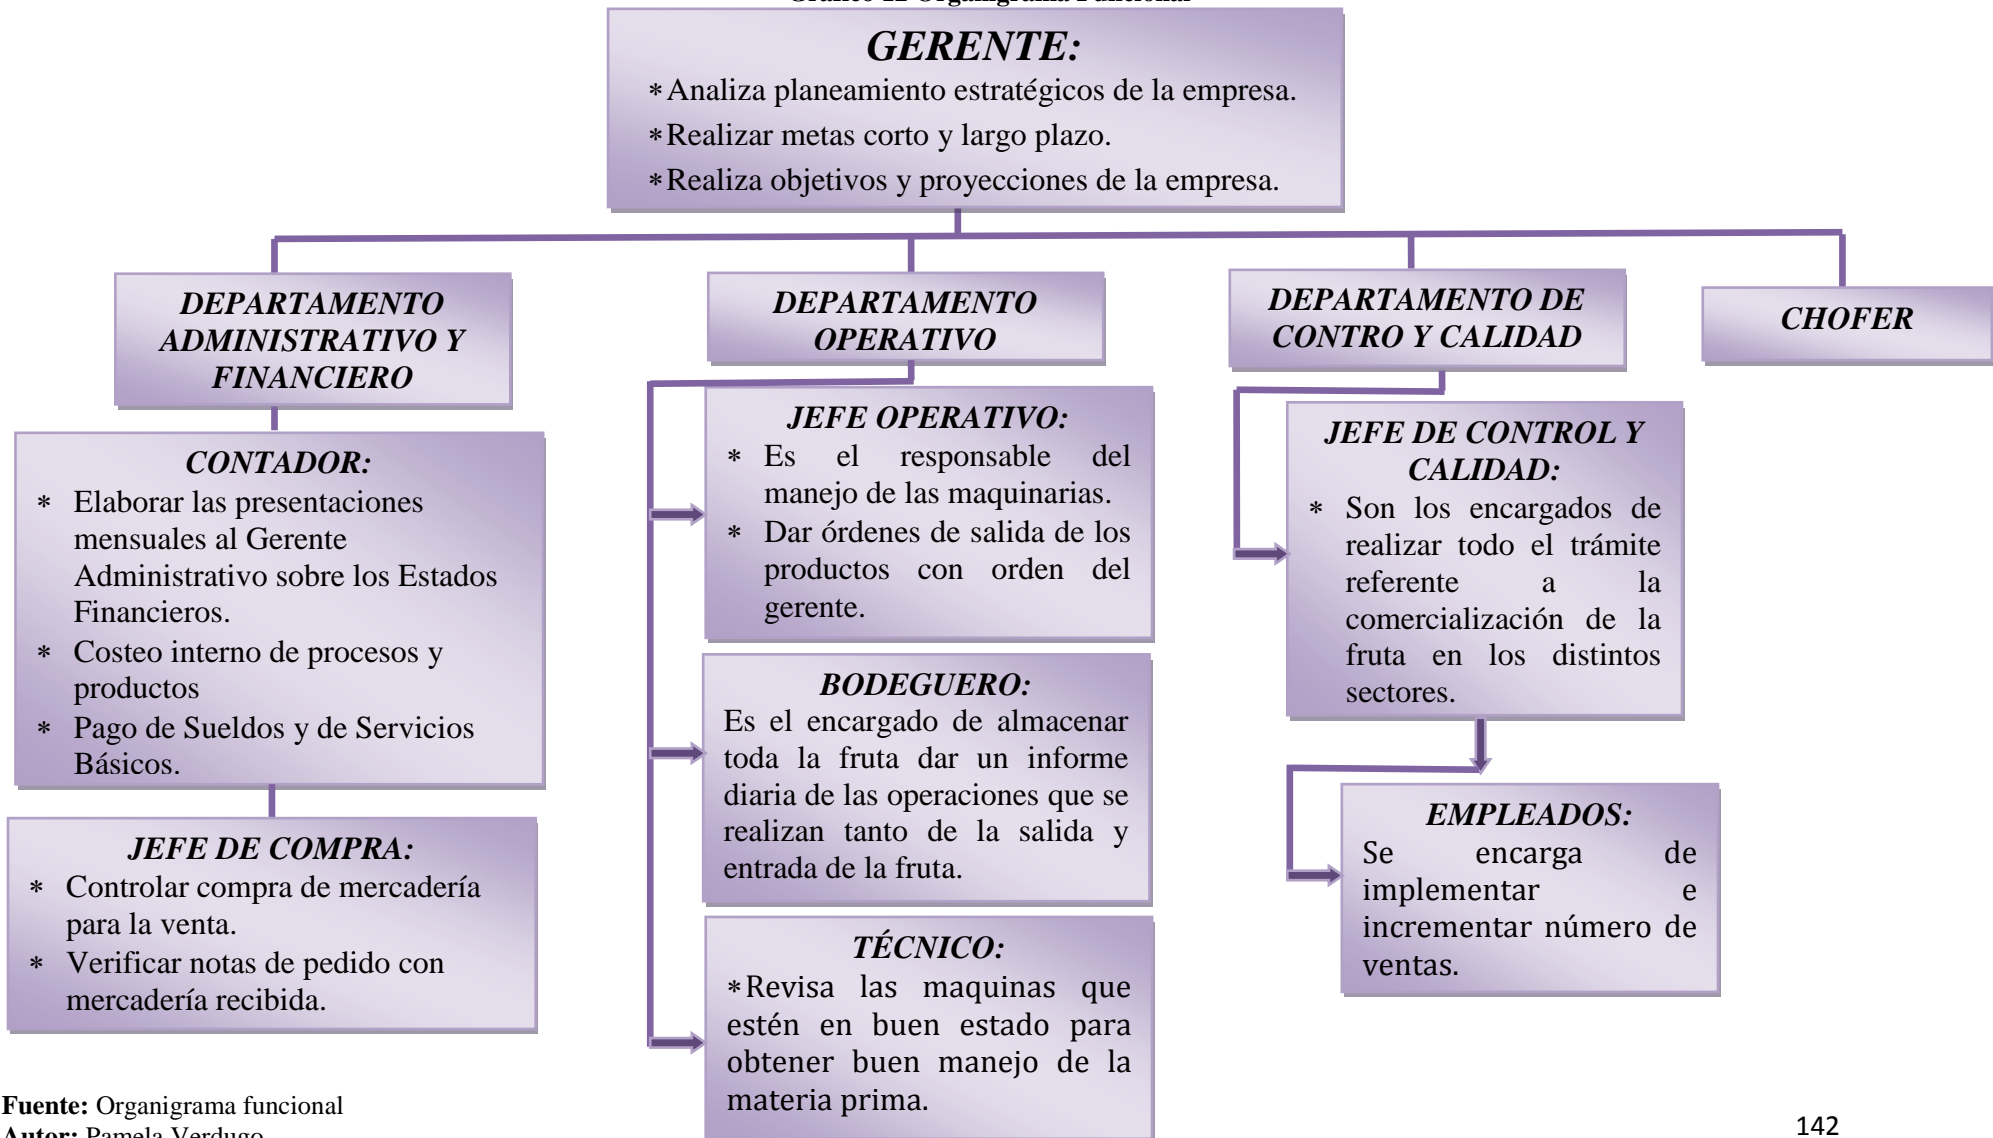 Gráfico 12 Organigrama Funcional
GERENTE:
*Analiza planeamiento estratégicos de la empresa.
*Realizar metas corto y largo plazo.
*Realiza objetivos y proyecciones de la empresa.
DEPARTAMENTO
ADMINISTRATIVO Y
FINANCIERO
CONTADOR:
* Elaborar las presentaciones
mensuales al Gerente
Administrativo sobre los Estados
Financieros.
* Costeo interno de procesos y
productos
* Pago de Sueldos y de Servicios
Básicos.
JEFE DE COMPRA:
* Controlar compra de mercadería
para la venta.
* Verificar notas de pedido con
mercadería recibida.
DEPARTAMENTO
OPERATIVO
JEFE OPERATIVO:
* Es el responsable del
manejo de las maquinarias.
* Dar órdenes de salida de los
productos con orden del
gerente.
BODEGUERO:
Es el encargado de almacenar
toda la fruta dar un informe
diaria de las operaciones que se
realizan tanto de la salida y
entrada de la fruta.
TÉCNICO:
*Revisa las maquinas que
estén en buen estado para
obtener buen manejo de la
materia prima.
DEPARTAMENTO DE
CONTRO Y CALIDAD
JEFE DE CONTROL Y
CALIDAD:
* Son los encargados de
realizar todo el trámite
referente a la
comercialización de la
fruta en los distintos
sectores.
EMPLEADOS:
Se encarga de
implementar e
incrementar número de
ventas.
CHOFER
Fuente: Organigrama funcional
Autor: Pamela Verdugo
142